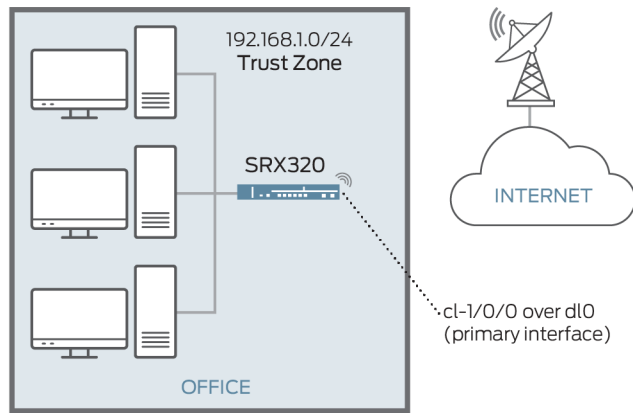 192.168.1.0/24
Trust Zone
SRX320
INTERNET
cl-1/0/0 over dl0
(primary interface)
OFFICE